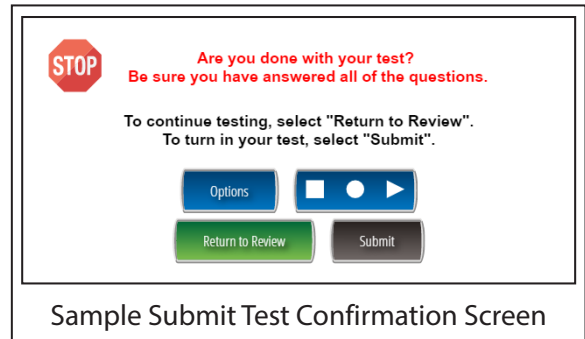 STOP
Are you done with your test?
Be sure you have answered all of the questions.
To continue testing, select "Return to Review".
To turn in your test, select "Submit".
Options
Return to Review
Submit
Sample Submit Test Confirmation Screen